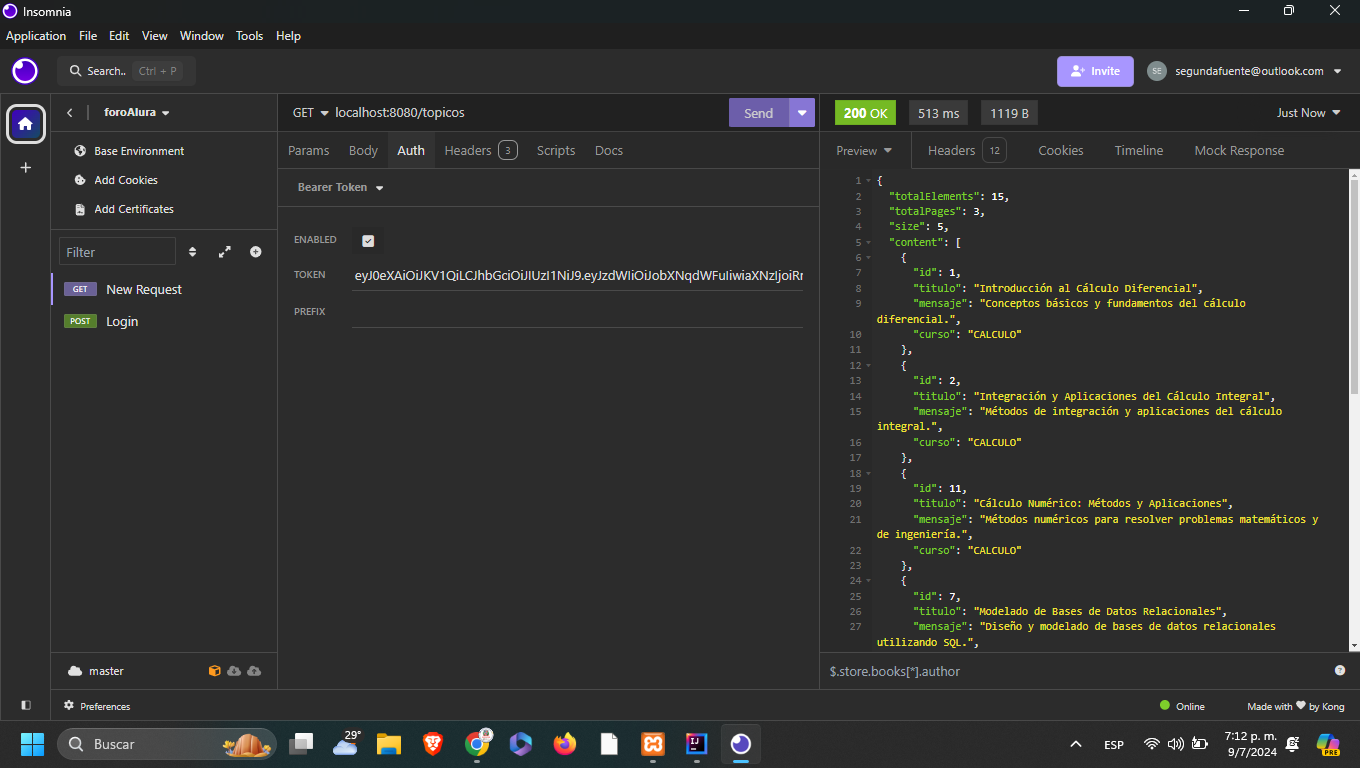 Insomnia
Application File Edit View Window Tools Help
Search.. Ctrl + P
Invite
SE segundafuente@outlook.com
foroAlura
Base Environment
Add Cookies
Add Certificates
Filter
GET New Request
POST Login
master
Preferences
GET localhost:8080/topicos
Send
Params Body Auth Headers 3 Scripts Docs
Bearer Token
ENABLED
TOKEN
PREFIX
200 OK 513 ms 1119 B Just Now
Preview Headers 12 Cookies Timeline Mock Response
1 {
2 "totalElements": 15,
3 "totalPages": 3,
4 "size": 5,
5 "content": [
6 {
7 "id": 1,
8 "titulo": "Introducción al Cálculo Diferencial",
9 "mensaje": "Conceptos básicos y fundamentos del cálculo
diferencial.",
10 "curso": "CALCULO"
11 },
12 {
13 "id": 2,
14 "titulo": "Integración y Aplicaciones del Cálculo Integral",
15 "mensaje": "Métodos de integración y aplicaciones del cálculo
integral.",
16 "curso": "CALCULO"
17 },
18 {
19 "id": 11,
20 "titulo": "Cálculo Numérico: Métodos y Aplicaciones",
21 "mensaje": "Métodos numéricos para resolver problemas matemáticos y
de ingeniería.",
22 "curso": "CALCULO"
23 },
24 {
25 "id": 7,
26 "titulo": "Modelado de Bases de Datos Relacionales",
27 "mensaje": "Diseño y modelado de bases de datos relacionales
utilizando SQL.",
$.store.books[*].author
Online
Made with by Kong
Buscar
29°
ESP
7:12 p. m.
9/7/2024
PRE